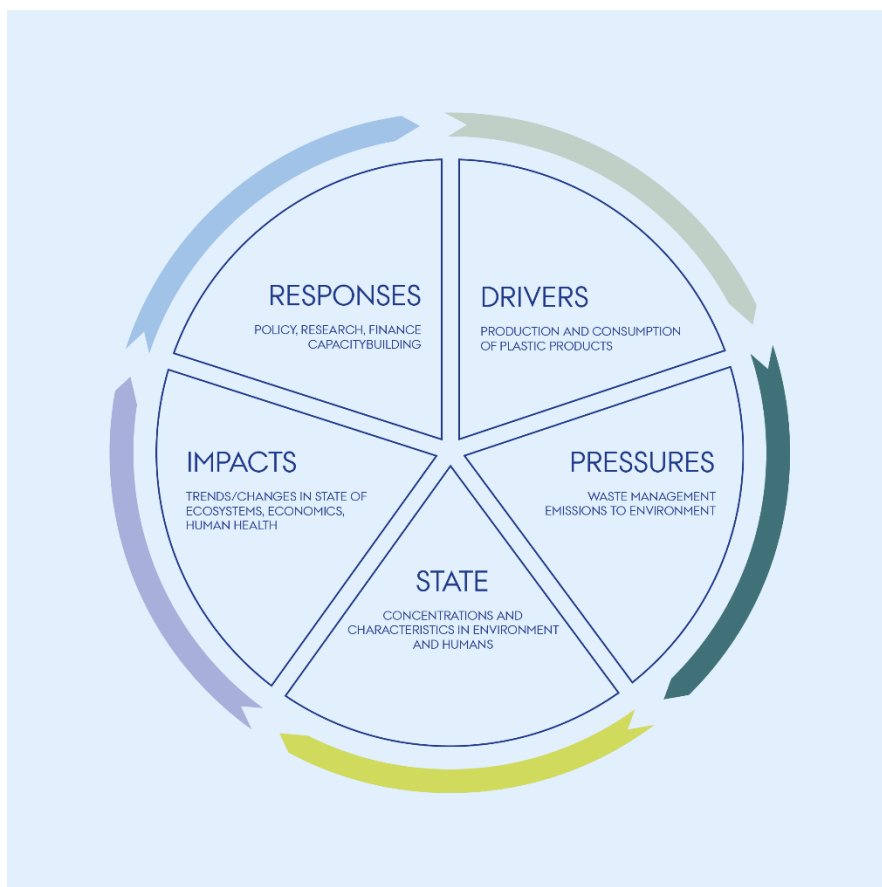 RESPONSES
POLICY, RESEARCH, FINANCE
CAPACITYBUILDING
DRIVERS
PRODUCTION AND CONSUMPTION
OF PLASTIC PRODUCTS
IMPACTS
TRENDS/CHANGES IN STATE OF
ECOSYSTEMS, ECONOMICS,
HUMAN HEALTH
PRESSURES
WASTE MANAGEMENT
EMISSIONS TO ENVIRONMENT
STATE
CONCENTRATIONS AND
CHARACTERISTICS IN ENVIRONMENT
AND HUMANS